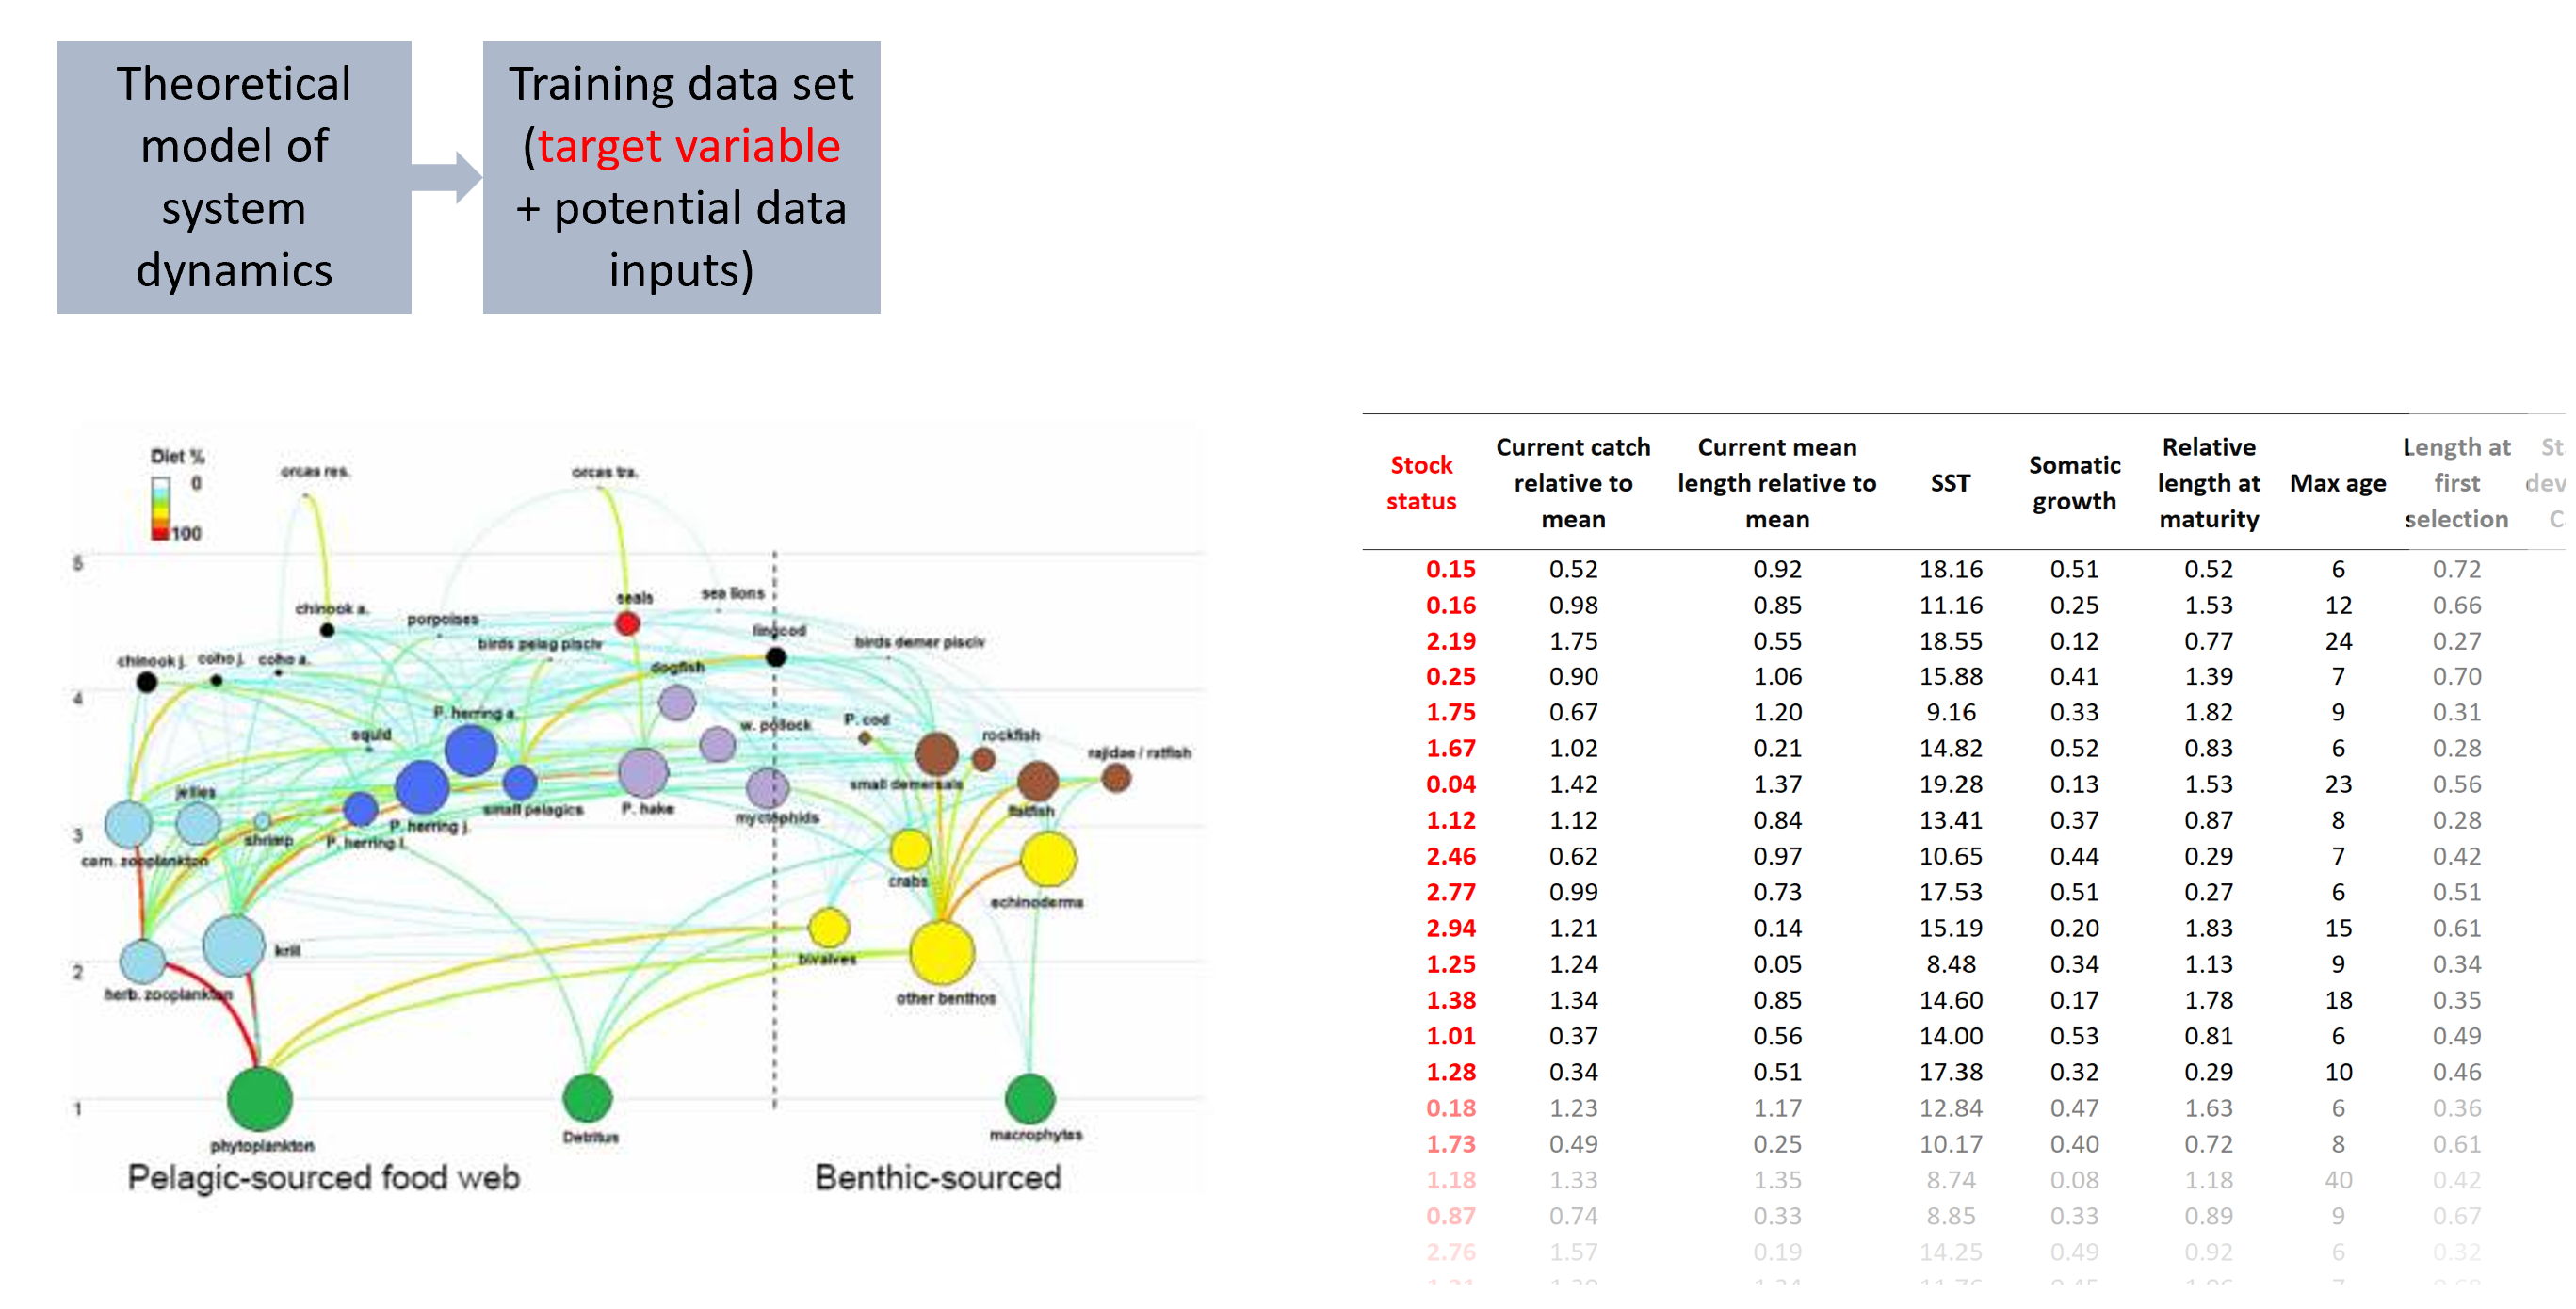 Theoretical
model of
system
dynamics
Training data set
(target variable
+ potential data
inputs)
Diet %
0
100
orcas res.
orcas tra.
5
chinook a.
porpoises
seals
sea lions
birds pelag pisciv
lingcod
birds demer pisciv
chinook j.
coho j.
coho a.
dogfish
4
P. herring a.
squid
w. pollock
P. cod
rockfish
rajidae / ratfish
jellies
small pelagics
P. hake
small demersals
flatfish
myctophids
3
carn. zooplankton
shrimp
P. herring l.
P. herring j.
crabs
echinoderms
krill
2
herb. zooplankton
bivalves
other benthos
1
phytoplankton
Detritus
macrophytes
Pelagic-sourced food web
Benthic-sourced
Stock status Current catch relative to mean Current mean length relative to mean SST Somatic growth Relative length at maturity Max age Length at first selection
0.15 0.52 0.92 18.16 0.51 0.52 6 0.72
0.16 0.98 0.85 11.16 0.25 1.53 12 0.66
2.19 1.75 0.55 18.55 0.12 0.77 24 0.27
0.25 0.90 1.06 15.88 0.41 1.39 7 0.70
1.75 0.67 1.20 9.16 0.33 1.82 9 0.31
1.67 1.02 0.21 14.82 0.52 0.83 6 0.28
0.04 1.42 1.37 19.28 0.13 1.53 23 0.56
1.12 1.12 0.84 13.41 0.37 0.87 8 0.28
2.46 0.62 0.97 10.65 0.44 0.29 7 0.42
2.77 0.99 0.73 17.53 0.51 0.27 6 0.51
2.94 1.21 0.14 15.19 0.20 1.83 15 0.61
1.25 1.24 0.05 8.48 0.34 1.13 9 0.34
1.38 1.34 0.85 14.60 0.17 1.78 18 0.35
1.01 0.37 0.56 14.00 0.53 0.81 6 0.49
1.28 0.34 0.51 17.38 0.32 0.29 10 0.46
0.18 1.23 1.17 12.84 0.47 1.63 6 0.36
1.73 0.49 0.25 10.17 0.40 0.72 8 0.61
1.18 1.33 1.35 8.74 0.08 1.18 40 0.42
0.87 0.74 0.33 8.85 0.33 0.89 9 0.67
2.76 1.57 0.19 14.25 0.49 0.92 6 0.32